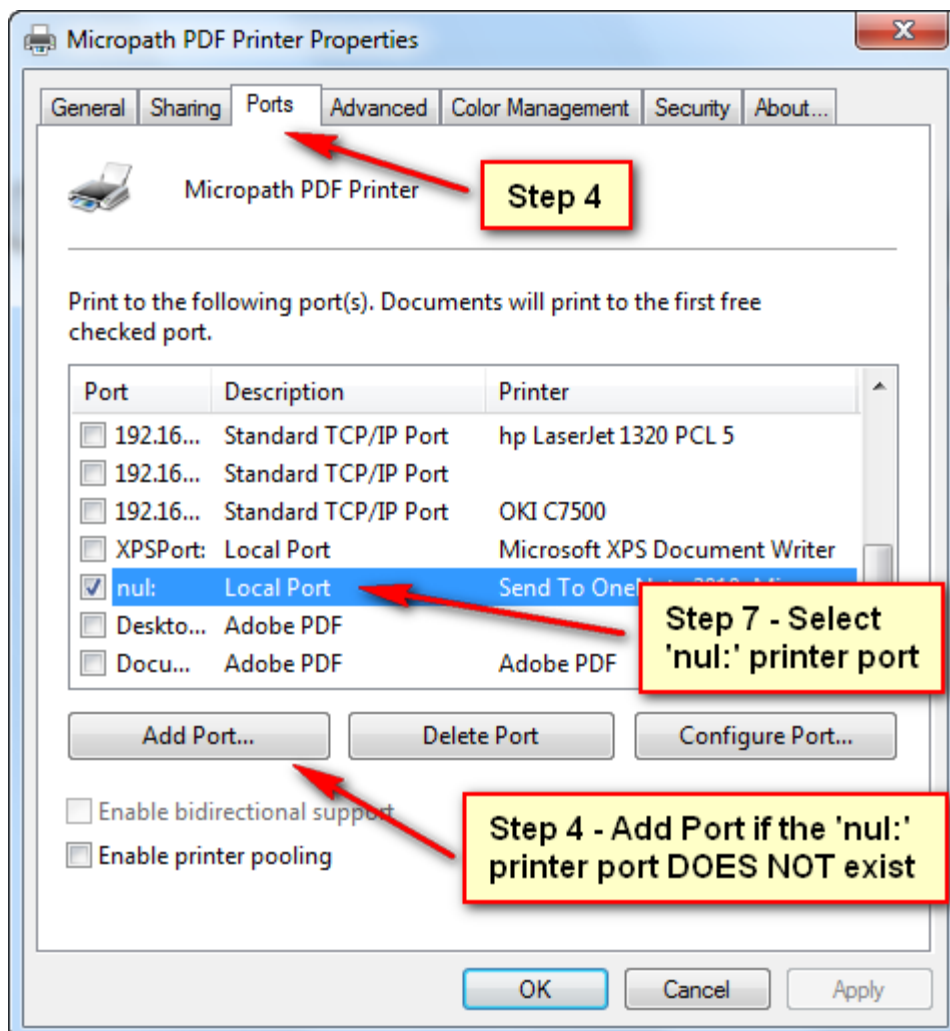 Micropath PDF Printer Properties
General Sharing Ports Advanced Color Management Security About...
Micropath PDF Printer
Step 4
Print to the following port(s). Documents will print to the first free
checked port.
Port Description Printer
192.16... Standard TCP/IP Port hp LaserJet 1320 PCL 5
192.16... Standard TCP/IP Port
192.16... Standard TCP/IP Port OKI C7500
XPSPort: Local Port Microsoft XPS Document Writer
nul: Local Port Send To
Step 7 - Select
'nul:' printer port
Deskto... Adobe PDF
Docu... Adobe PDF Adobe PDF
Add Port... Delete Port Configure Port...
Enable bidirectional support
Enable printer pooling
Step 4 - Add Port if the 'nul:'
printer port DOES NOT exist
OK Cancel Apply